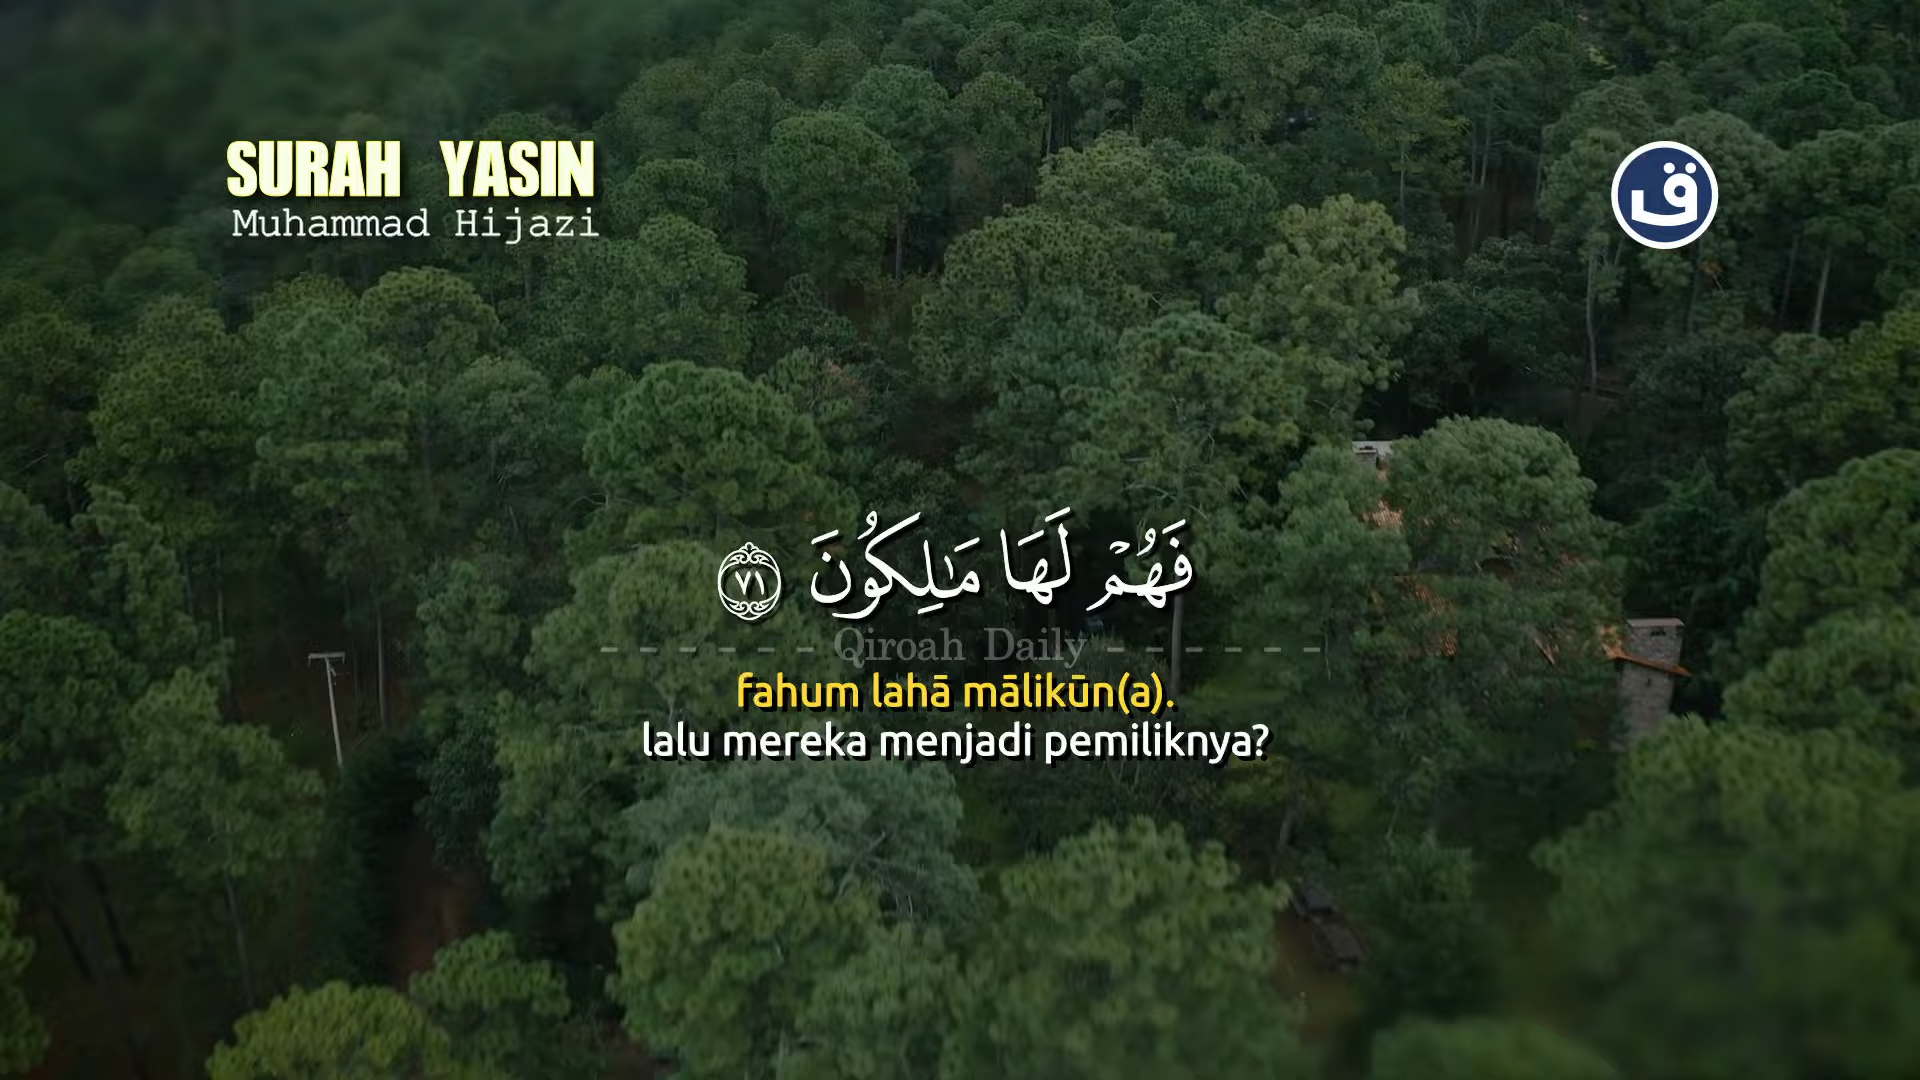 SURAH YASIN
Muhammad Hijazi
ق
فَهُمْ لَهَا مَـٰلِكُونَ ٧١
- - - - - - Qiroah Daily - - - - - -
fahum lahā mālikūn(a).
lalu mereka menjadi pemiliknya?